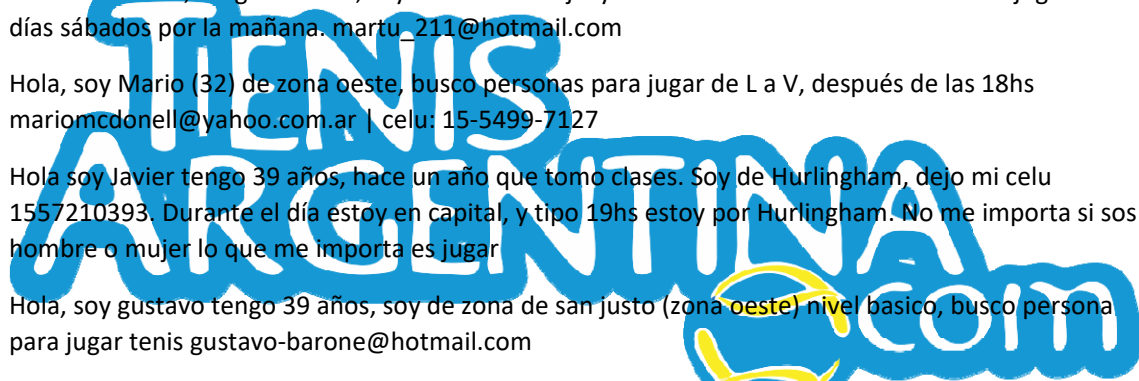 días sábados por la mañana. martu_211@hotmail.com
Hola, soy Mario (32) de zona oeste, busco personas para jugar de L a V, después de las 18hs
mariomcdonell@yahoo.com.ar | celu: 15-5499-7127
Hola soy Javier tengo 39 años, hace un año que tomo clases. Soy de Hurlingham, dejo mi celu
1557210393. Durante el día estoy en capital, y tipo 19hs estoy por Hurlingham. No me importa si sos
hombre o mujer lo que me importa es jugar
Hola, soy gustavo tengo 39 años, soy de zona de san justo (zona oeste) nivel basico, busco persona
para jugar tenis gustavo-barone@hotmail.com
TENIS
ARGENTINA
.COM